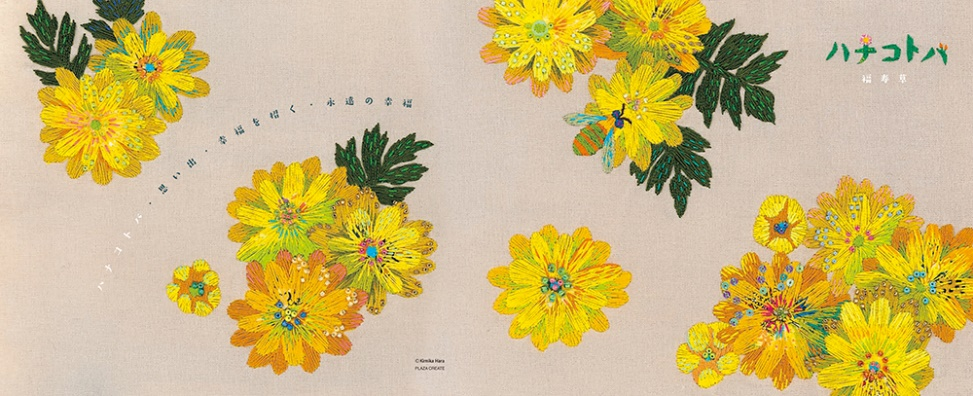 ハナコトバ・思い出・幸福を招く・永遠の幸福
©Kimika Hara
PLAZA CREATE
ハナコトバ
福寿草